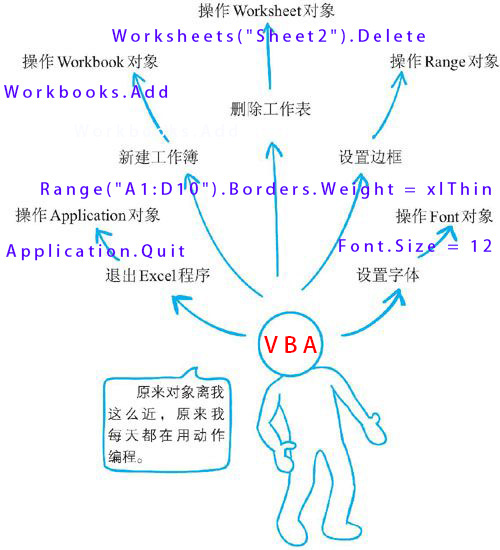 操作Worksheet对象
Worksheets("Sheet2").Delete
操作Workbook对象
操作Range对象
Workbooks.Add
删除工作表
Workbooks.Add
新建工作簿
设置边框
Range("A1:D10").Borders.Weight = xlThin
操作Application对象
操作Font对象
Application.Quit
Font.Size = 12
退出Excel程序
设置字体
VBA
原来对象离我
这么近，原来我
每天都在用动作
编程。